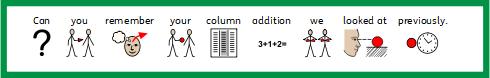 Can you remember your column addition we looked at previously.
? 3+1+2=